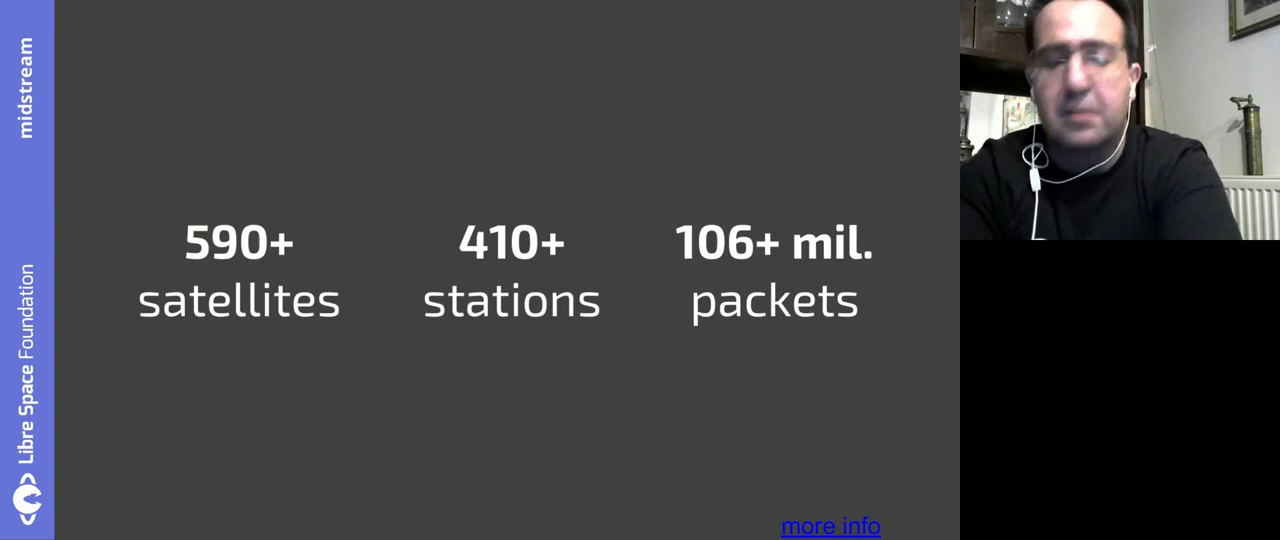 midstream
Libre Space Foundation
590+
satellites
410+
stations
106+ mil.
packets
more info